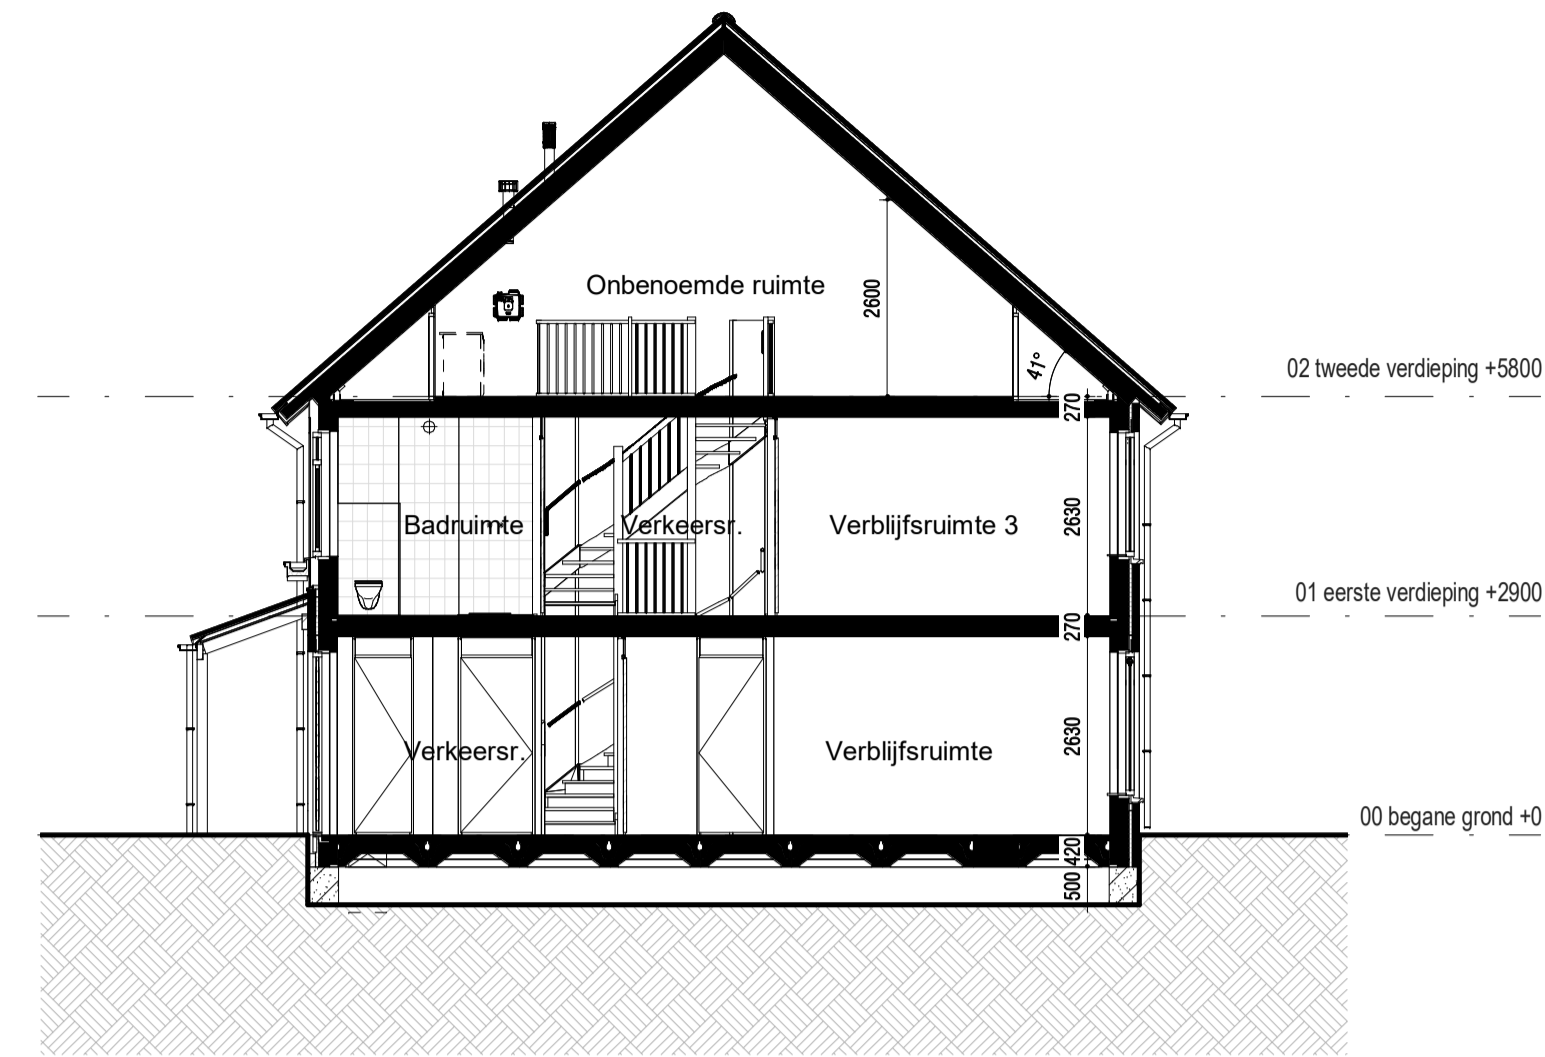 Onbenoemde ruimte
2600
41°
02 tweede verdieping +5800
270
Badruimte
Verkeersr.
Verblijfsruimte 3
2630
01 eerste verdieping +2900
270
Verkeersr.
Verblijfsruimte
2630
00 begane grond +0
420
500